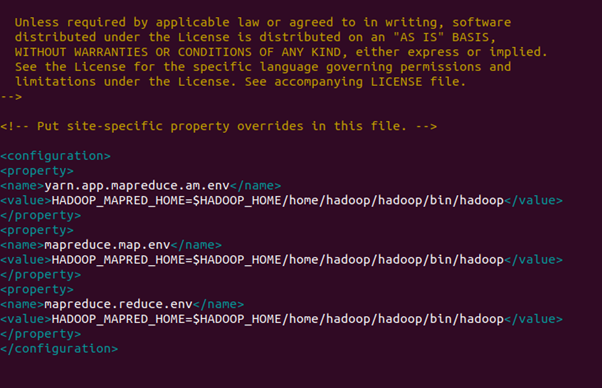 Unless required by applicable law or agreed to in writing, software
distributed under the License is distributed on an "AS IS" BASIS,
WITHOUT WARRANTIES OR CONDITIONS OF ANY KIND, either express or implied.
See the License for the specific language governing permissions and
limitations under the License. See accompanying LICENSE file.
-->
<!-- Put site-specific property overrides in this file. -->
<configuration>
<property>
<name>yarn.app.mapreduce.am.env</name>
<value>HADOOP_MAPRED_HOME=$HADOOP_HOME/home/hadoop/hadoop/bin/hadoop</value>
</property>
<property>
<name>mapreduce.map.env</name>
<value>HADOOP_MAPRED_HOME=$HADOOP_HOME/home/hadoop/hadoop/bin/hadoop</value>
</property>
<property>
<name>mapreduce.reduce.env</name>
<value>HADOOP_MAPRED_HOME=$HADOOP_HOME/home/hadoop/hadoop/bin/hadoop</value>
</property>
</configuration>